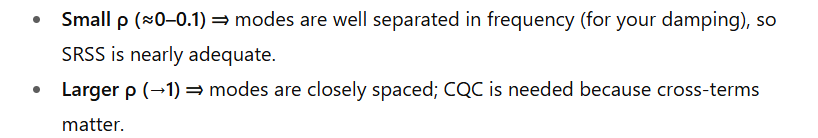 • Small ρ (≈0–0.1) ⇒ modes are well separated in frequency (for your damping), so
SRSS is nearly adequate.
• Larger ρ (→1) ⇒ modes are closely spaced; CQC is needed because cross-terms
matter.